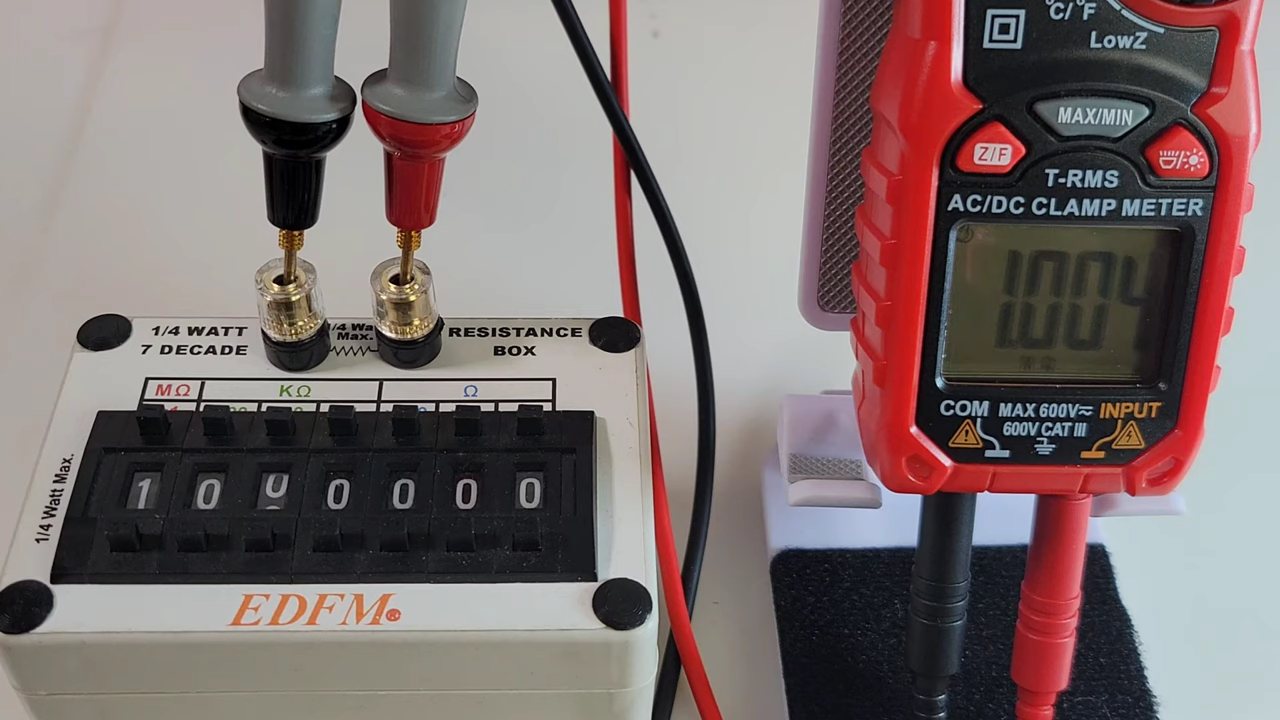 °C/°F
LowZ
MAX/MIN
Z/F
T-RMS
AC/DC CLAMP METER
1.004
COM MAX 600V≂ INPUT
600V CAT III
1/4 WATT
7 DECADE
Max.
RESISTANCE
BOX
MΩ KΩ Ω
1/4 Watt Max.
1 0 0 0 0 0 0
EDFM